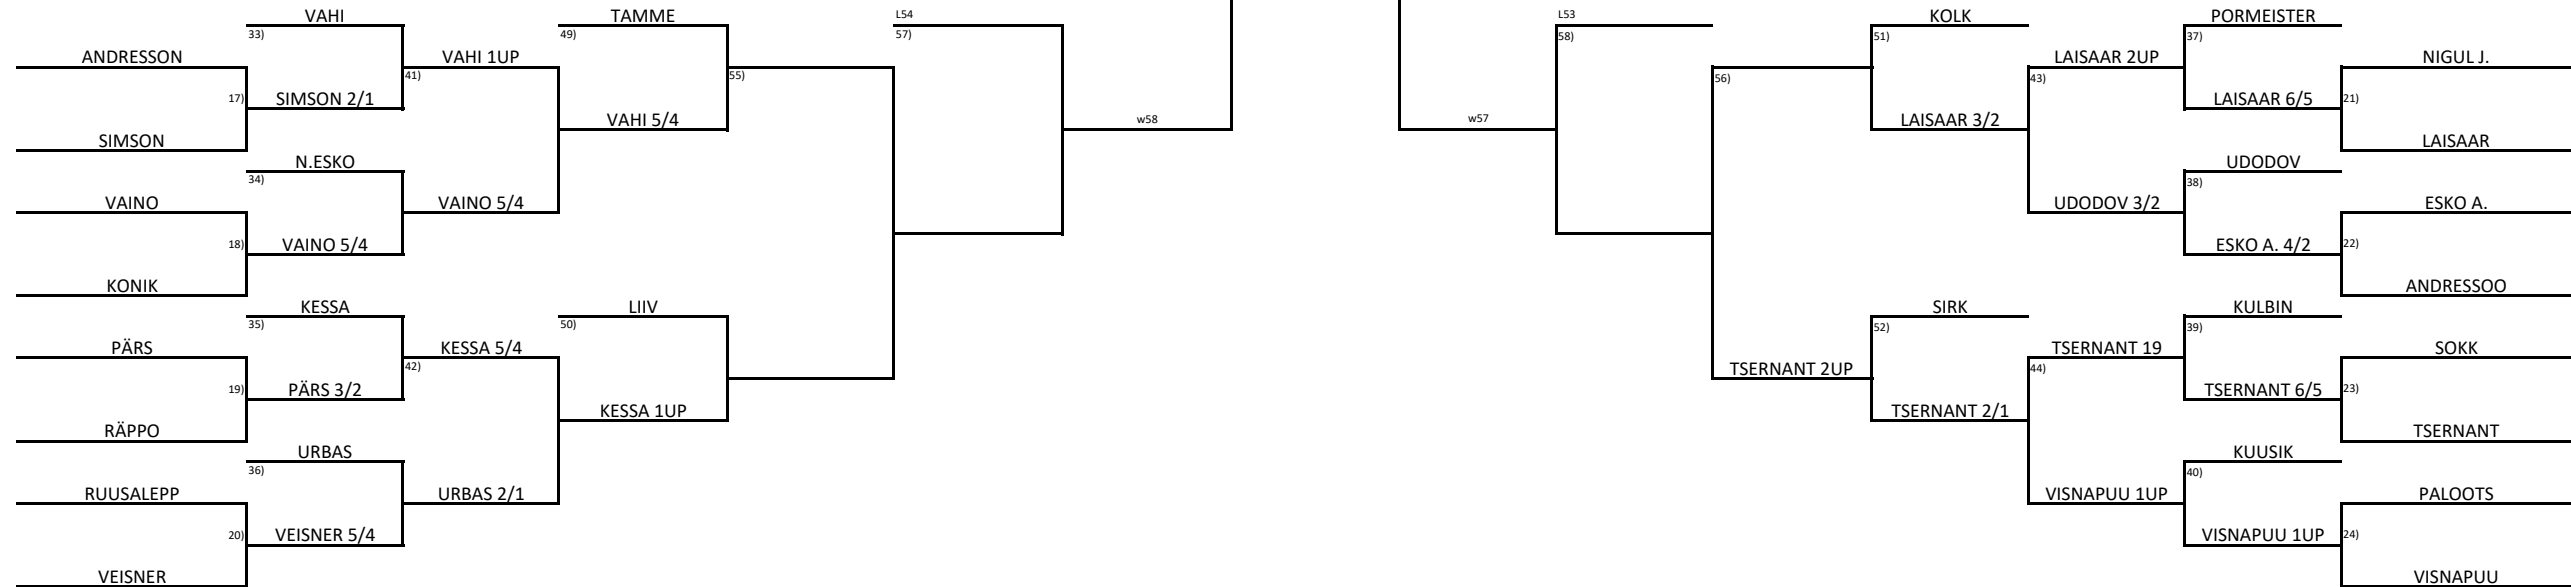 VAHI TAMME L54 L53 KOLK PORMEISTER
33) 49) 57) 58) 51) 37)
ANDRESSON VAHI 1UP LAISAAR 2UP NIGUL J.
41) 55) 56) 43)
17) SIMSON 2/1 LAISAAR 6/5 21)
VAHI 5/4 w58 w57 LAISAAR 3/2
SIMSON LAISAAR
N.ESKO UDODOV
34) 38)
VAINO VAINO 5/4 UDODOV 3/2 ESKO A.
18) VAINO 5/4 ESKO A. 4/2 22)
KONIK ANDRESSOO
KESSA LIIV SIRK KULBIN
35) 50) 52) 39)
PÄRS KESSA 5/4 TSERNANT 19 SOKK
42) TSERNANT 2UP 44)
19) PÄRS 3/2 TSERNANT 6/5 23)
KESSA 1UP TSERNANT 2/1
RÄPPO TSERNANT
URBAS KUUSIK
36) 40)
RUUSALEPP URBAS 2/1 VISNAPUU 1UP PALOOTS
20) VEISNER 5/4 VISNAPUU 1UP 24)
VEISNER VISNAPUU